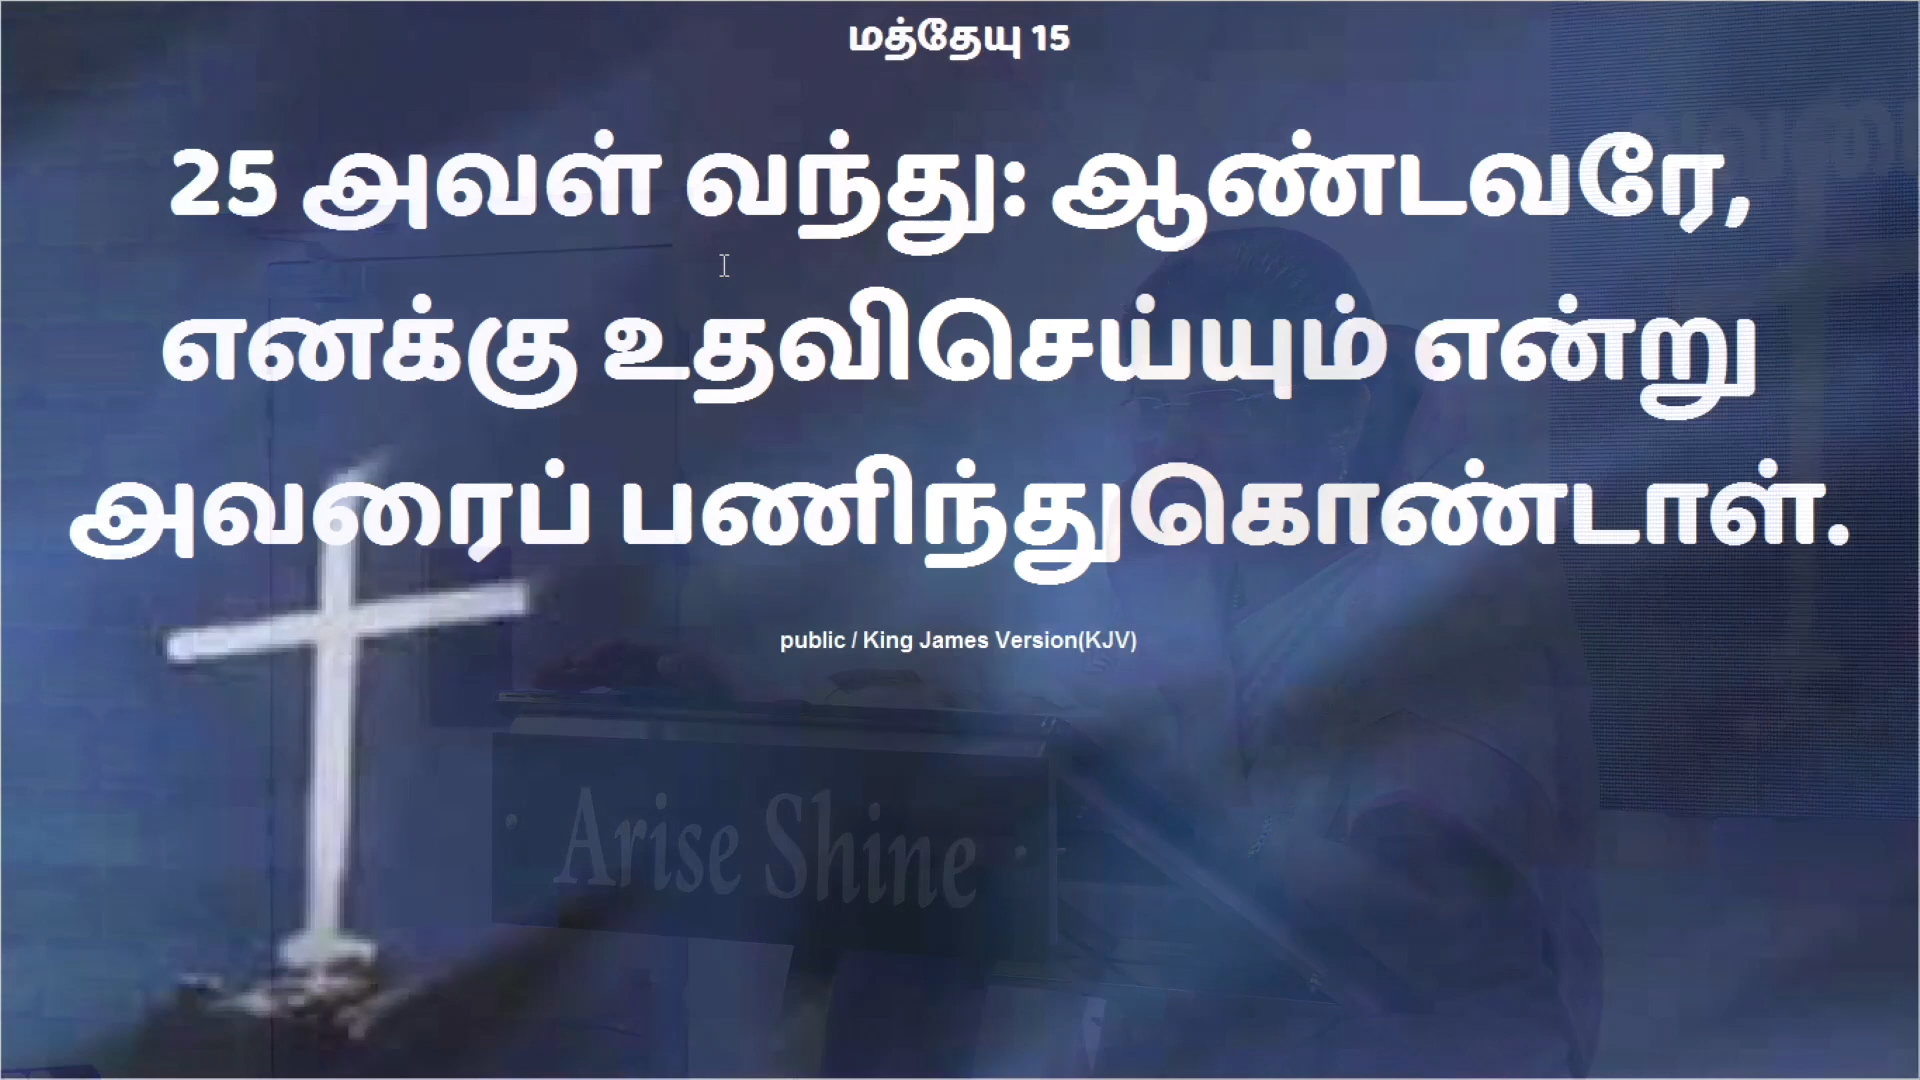 மத்தேயு 15
25 அவள் வந்து: ஆண்டவரே,
எனக்கு உதவிசெய்யும் என்று
அவரைப் பணிந்துகொண்டாள்.
public / King James Version(KJV)
· Arise Shine ·